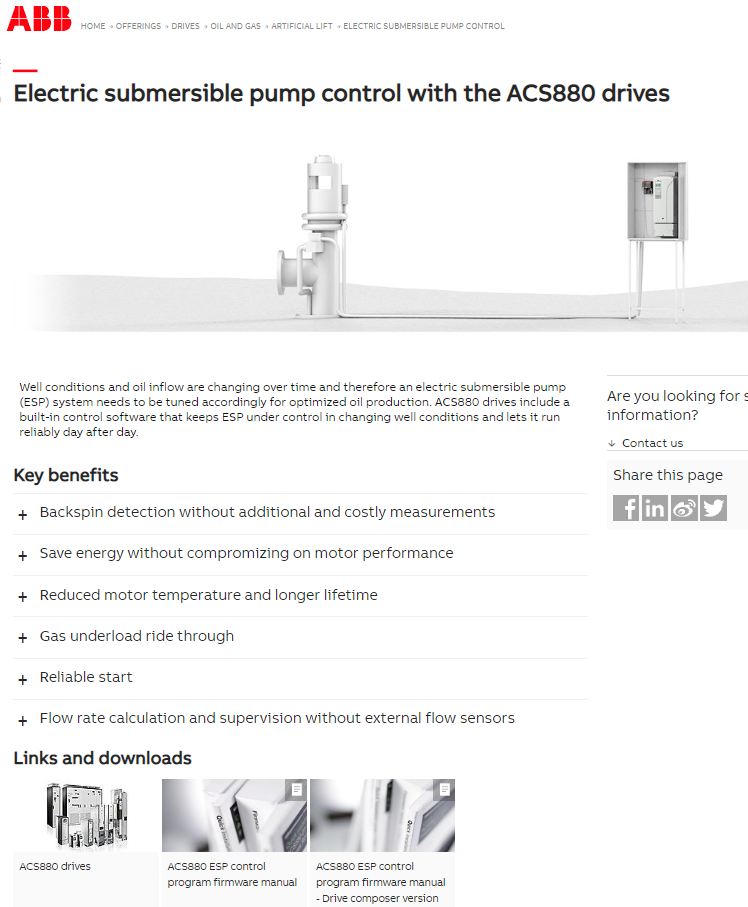 ABB
HOME → OFFERINGS → DRIVES → OIL AND GAS → ARTIFICIAL LIFT → ELECTRIC SUBMERSIBLE PUMP CONTROL
Electric submersible pump control with the ACS880 drives
Well conditions and oil inflow are changing over time and therefore an electric submersible pump
(ESP) system needs to be tuned accordingly for optimized oil production. ACS880 drives include a
built-in control software that keeps ESP under control in changing well conditions and lets it run
reliably day after day.
Are you looking for s
information?
↓ Contact us
Share this page
Key benefits
+ Backspin detection without additional and costly measurements
+ Save energy without compromizing on motor performance
+ Reduced motor temperature and longer lifetime
+ Gas underload ride through
+ Reliable start
+ Flow rate calculation and supervision without external flow sensors
Links and downloads
ACS880 drives
ACS880 ESP control
program firmware manual
ACS880 ESP control
program firmware manual
- Drive composer version